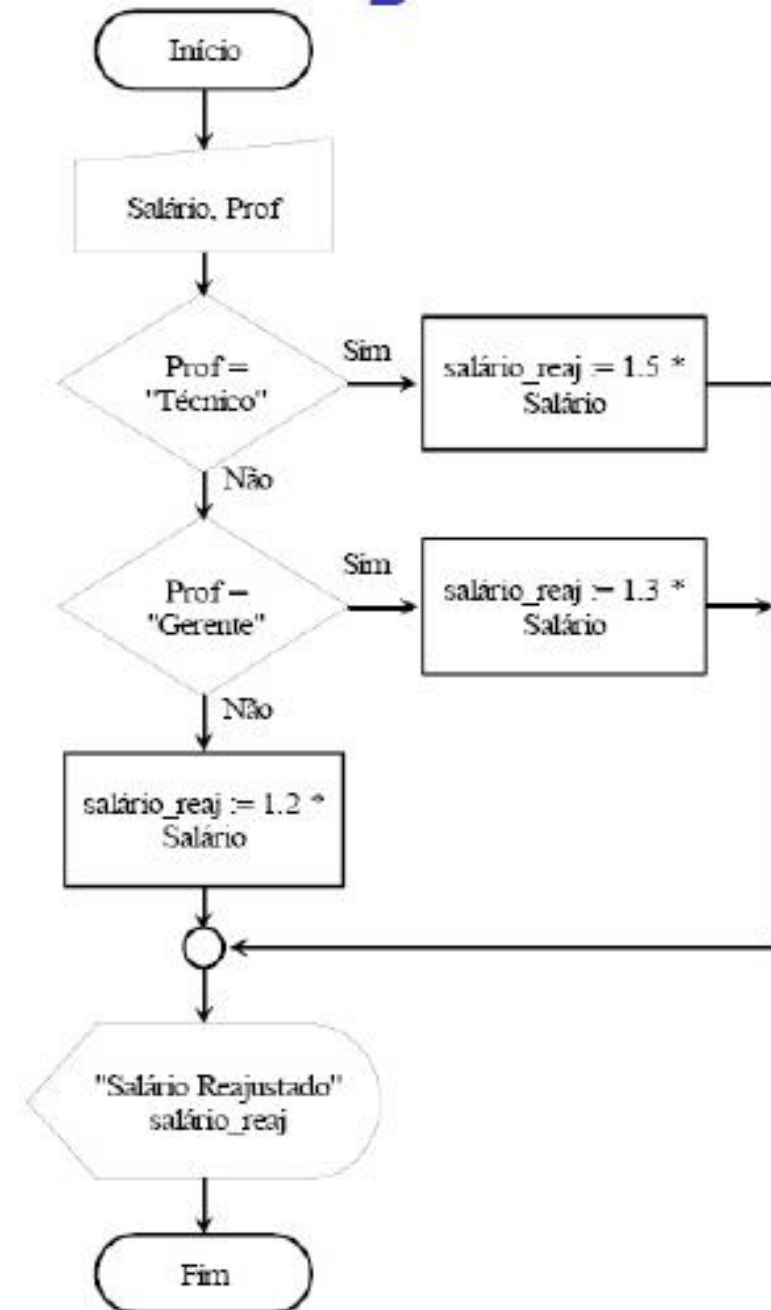 Início
Salário, Prof
Prof =
"Técnico"
Sim
salário_reaj := 1.5 *
Salário
Não
Prof =
"Gerente"
Sim
salário_reaj := 1.3 *
Salário
Não
salário_reaj := 1.2 *
Salário
"Salário Reajustado"
salário_reaj
Fim